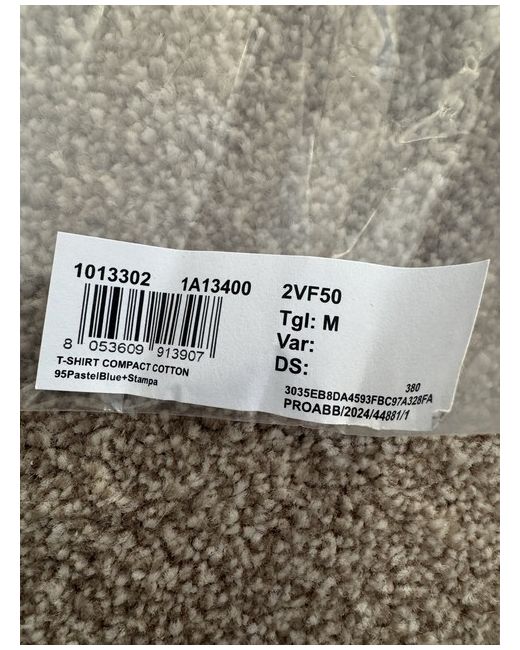 1013302 1A13400
8 053609 913907
T-SHIRT COMPACT COTTON
95PastelBlue+Stampa
2VF50
Tgl: M
Var:
DS:
380
3035EB8DA4593FBC97A328FA
PROABB/2024/44881/1